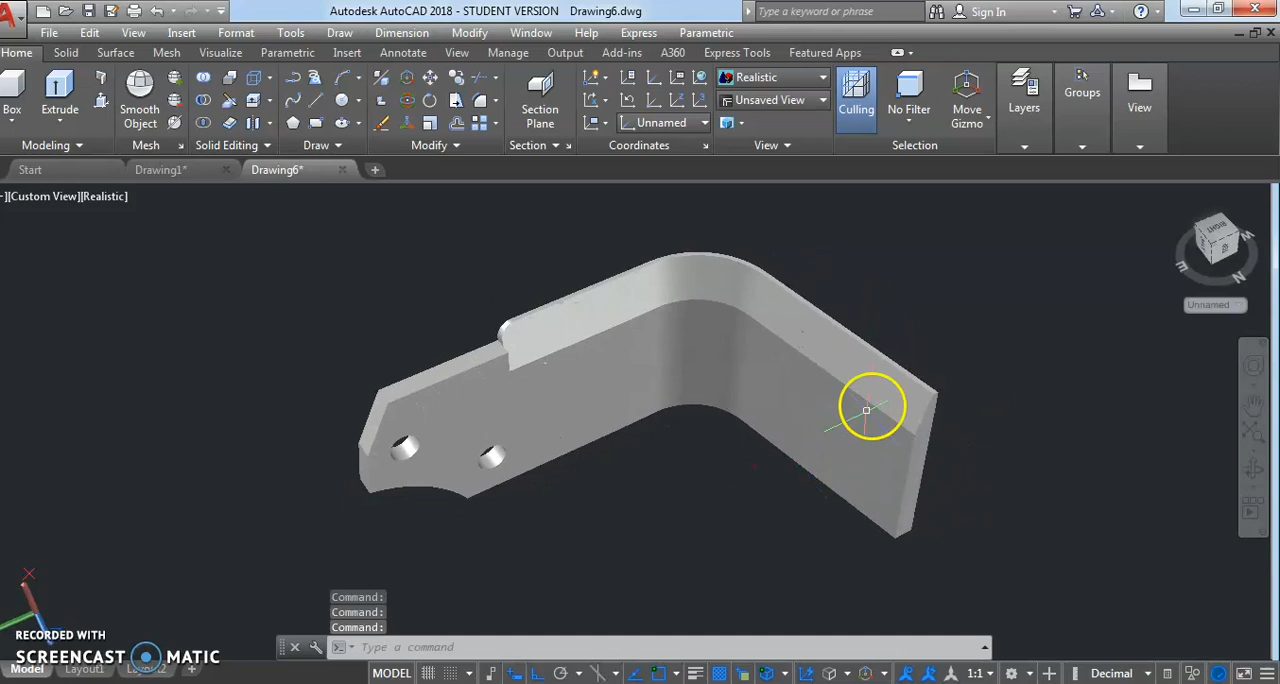 Autodesk AutoCAD 2018 - STUDENT VERSION Drawing6.dwg
Type a keyword or phrase
Sign In
File Edit View Insert Format Tools Draw Dimension Modify Window Express Help Parametric
Home Solid Surface Mesh Visualize Parametric Insert Annotate View Manage Output Add-ins A360 Express Tools Featured Apps
Realistic
Unsaved View
Unnamed
Box Extrude Smooth Object Section Plane Culling No Filter Move Gizmo Layers Groups View
Modeling Mesh Solid Editing Draw Modify Section Coordinates View Selection
Start Drawing1* Drawing6*
][Custom View][Realistic]
RIGHT
M
E
N
Unnamed
Command:
Command:
Command:
Type a command
RECORDED WITH
SCREENCAST MATIC
Model Layout1 Layout2 MODEL 1:1 Decimal